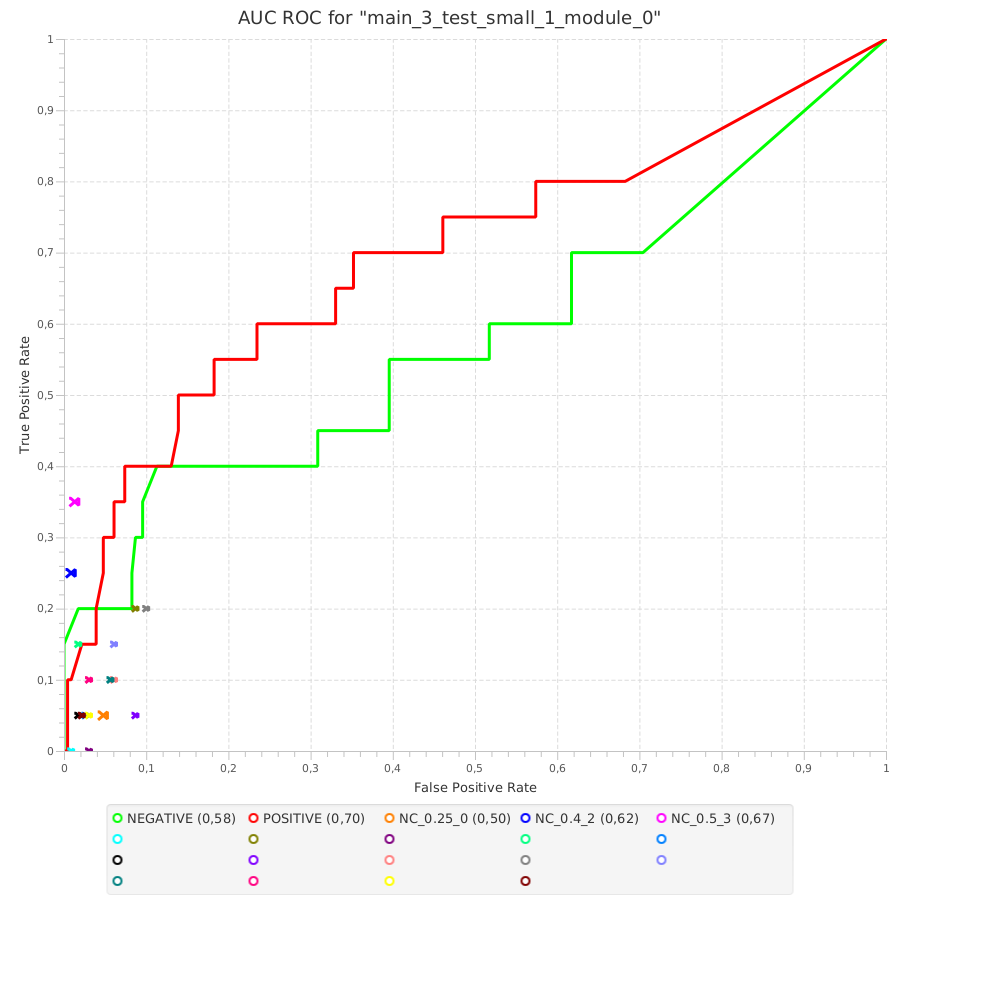 AUC ROC for "main_3_test_small_1_module_0"
1
0,9
0,8
0,7
0,6
0,5
0,4
0,3
0,2
0,1
0
True Positive Rate
0 0,1 0,2 0,3 0,4 0,5 0,6 0,7 0,8 0,9 1
False Positive Rate
NEGATIVE (0,58) POSITIVE (0,70) NC_0.25_0 (0,50) NC_0.4_2 (0,62) NC_0.5_3 (0,67)